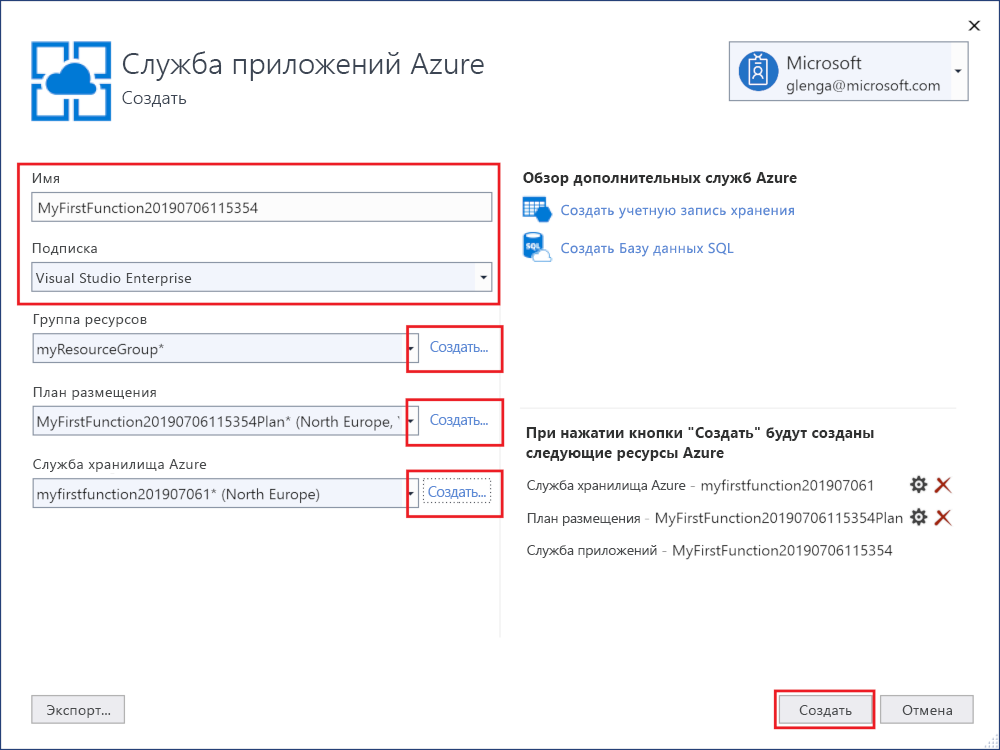 Служба приложений Azure
Создать
Microsoft
glenga@microsoft.com
Имя
MyFirstFunction20190706115354
Подписка
Visual Studio Enterprise
Группа ресурсов
myResourceGroup*
Создать...
План размещения
MyFirstFunction20190706115354Plan* (North Europe,
Создать...
Служба хранилища Azure
myfirstfunction201907061* (North Europe)
Создать...
Обзор дополнительных служб Azure
Создать учетную запись хранения
SQL
Создать Базу данных SQL
При нажатии кнопки "Создать" будут созданы
следующие ресурсы Azure
Служба хранилища Azure - myfirstfunction201907061
План размещения - MyFirstFunction20190706115354Plan
Служба приложений - MyFirstFunction20190706115354
Экспорт...
Создать
Отмена